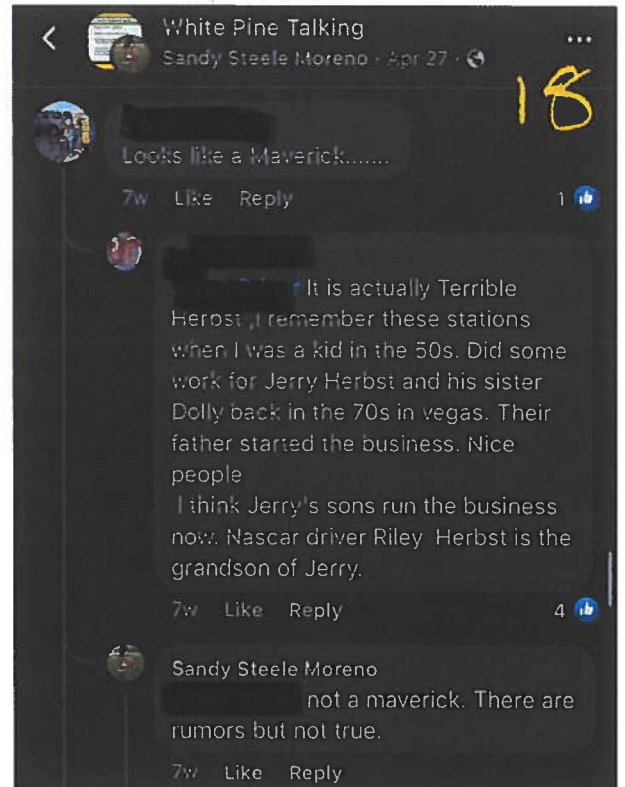 White Pine Talking
Sandy Steele Moreno · Apr 27 ·
18
Looks like a Maverick.......
7w Like Reply 1
It is actually Terrible
Herbst ,I remember these stations
when I was a kid in the 50s. Did some
work for Jerry Herbst and his sister
Dolly back in the 70s in vegas. Their
father started the business. Nice
people
I think Jerry's sons run the business
now. Nascar driver Riley Herbst is the
grandson of Jerry.
7w Like Reply 4
Sandy Steele Moreno
not a maverick. There are
rumors but not true.
7w Like Reply